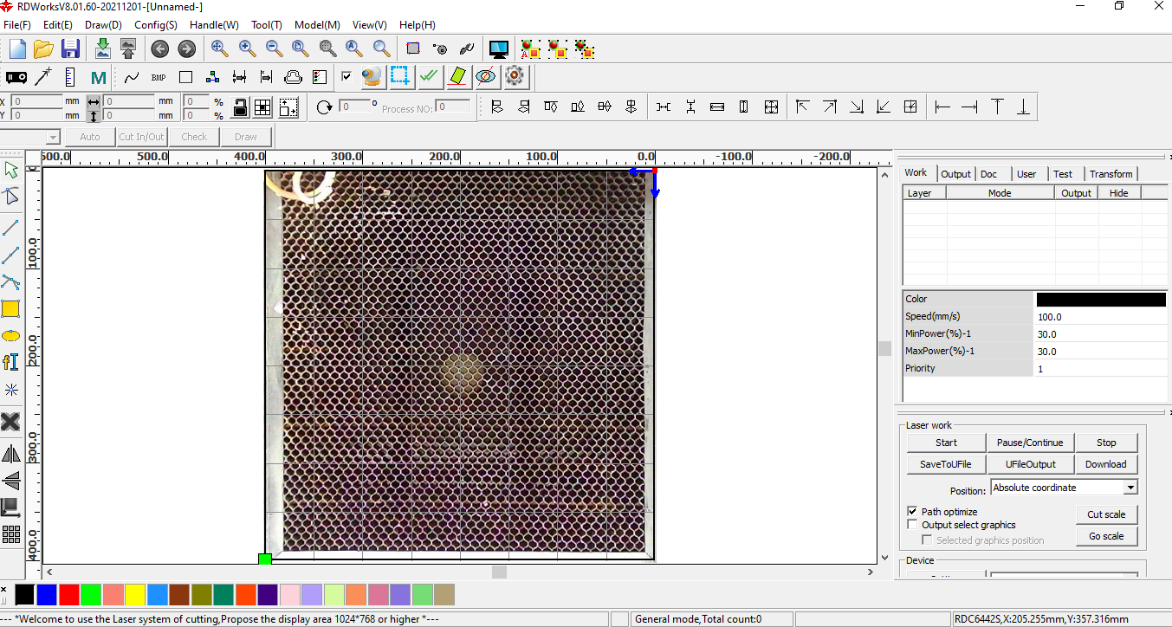 RDWorksV8.01.60-20211201-[Unnamed-]
File(F) Edit(E) Draw(D) Config(S) Handle(W) Tool(T) Model(M) View(V) Help(H)
M BMP
X 0 mm 0 mm 0 %
Y 0 mm 0 mm 0 % 0 ° Process NO: 0
Auto Cut In/Out Check Draw
500.0 500.0 400.0 300.0 200.0 100.0 0.0 -100.0 -200.0
100.0
200.0
300.0
400.0
Work Output Doc User Test Transform
Layer Mode Output Hide
Color
Speed(mm/s) 100.0
MinPower(%)-1 30.0
MaxPower(%)-1 30.0
Priority 1
Laser work
Start Pause/Continue Stop
SaveToUFile UFileOutput Download
Position: Absolute coordinate
Path optimize Cut scale
Output select graphics
Selected graphics position Go scale
Device
--- *Welcome to use the Laser system of cutting,Propose the display area 1024*768 or higher *---
General mode,Total count:0
RDC6442S,X:205.255mm,Y:357.316mm